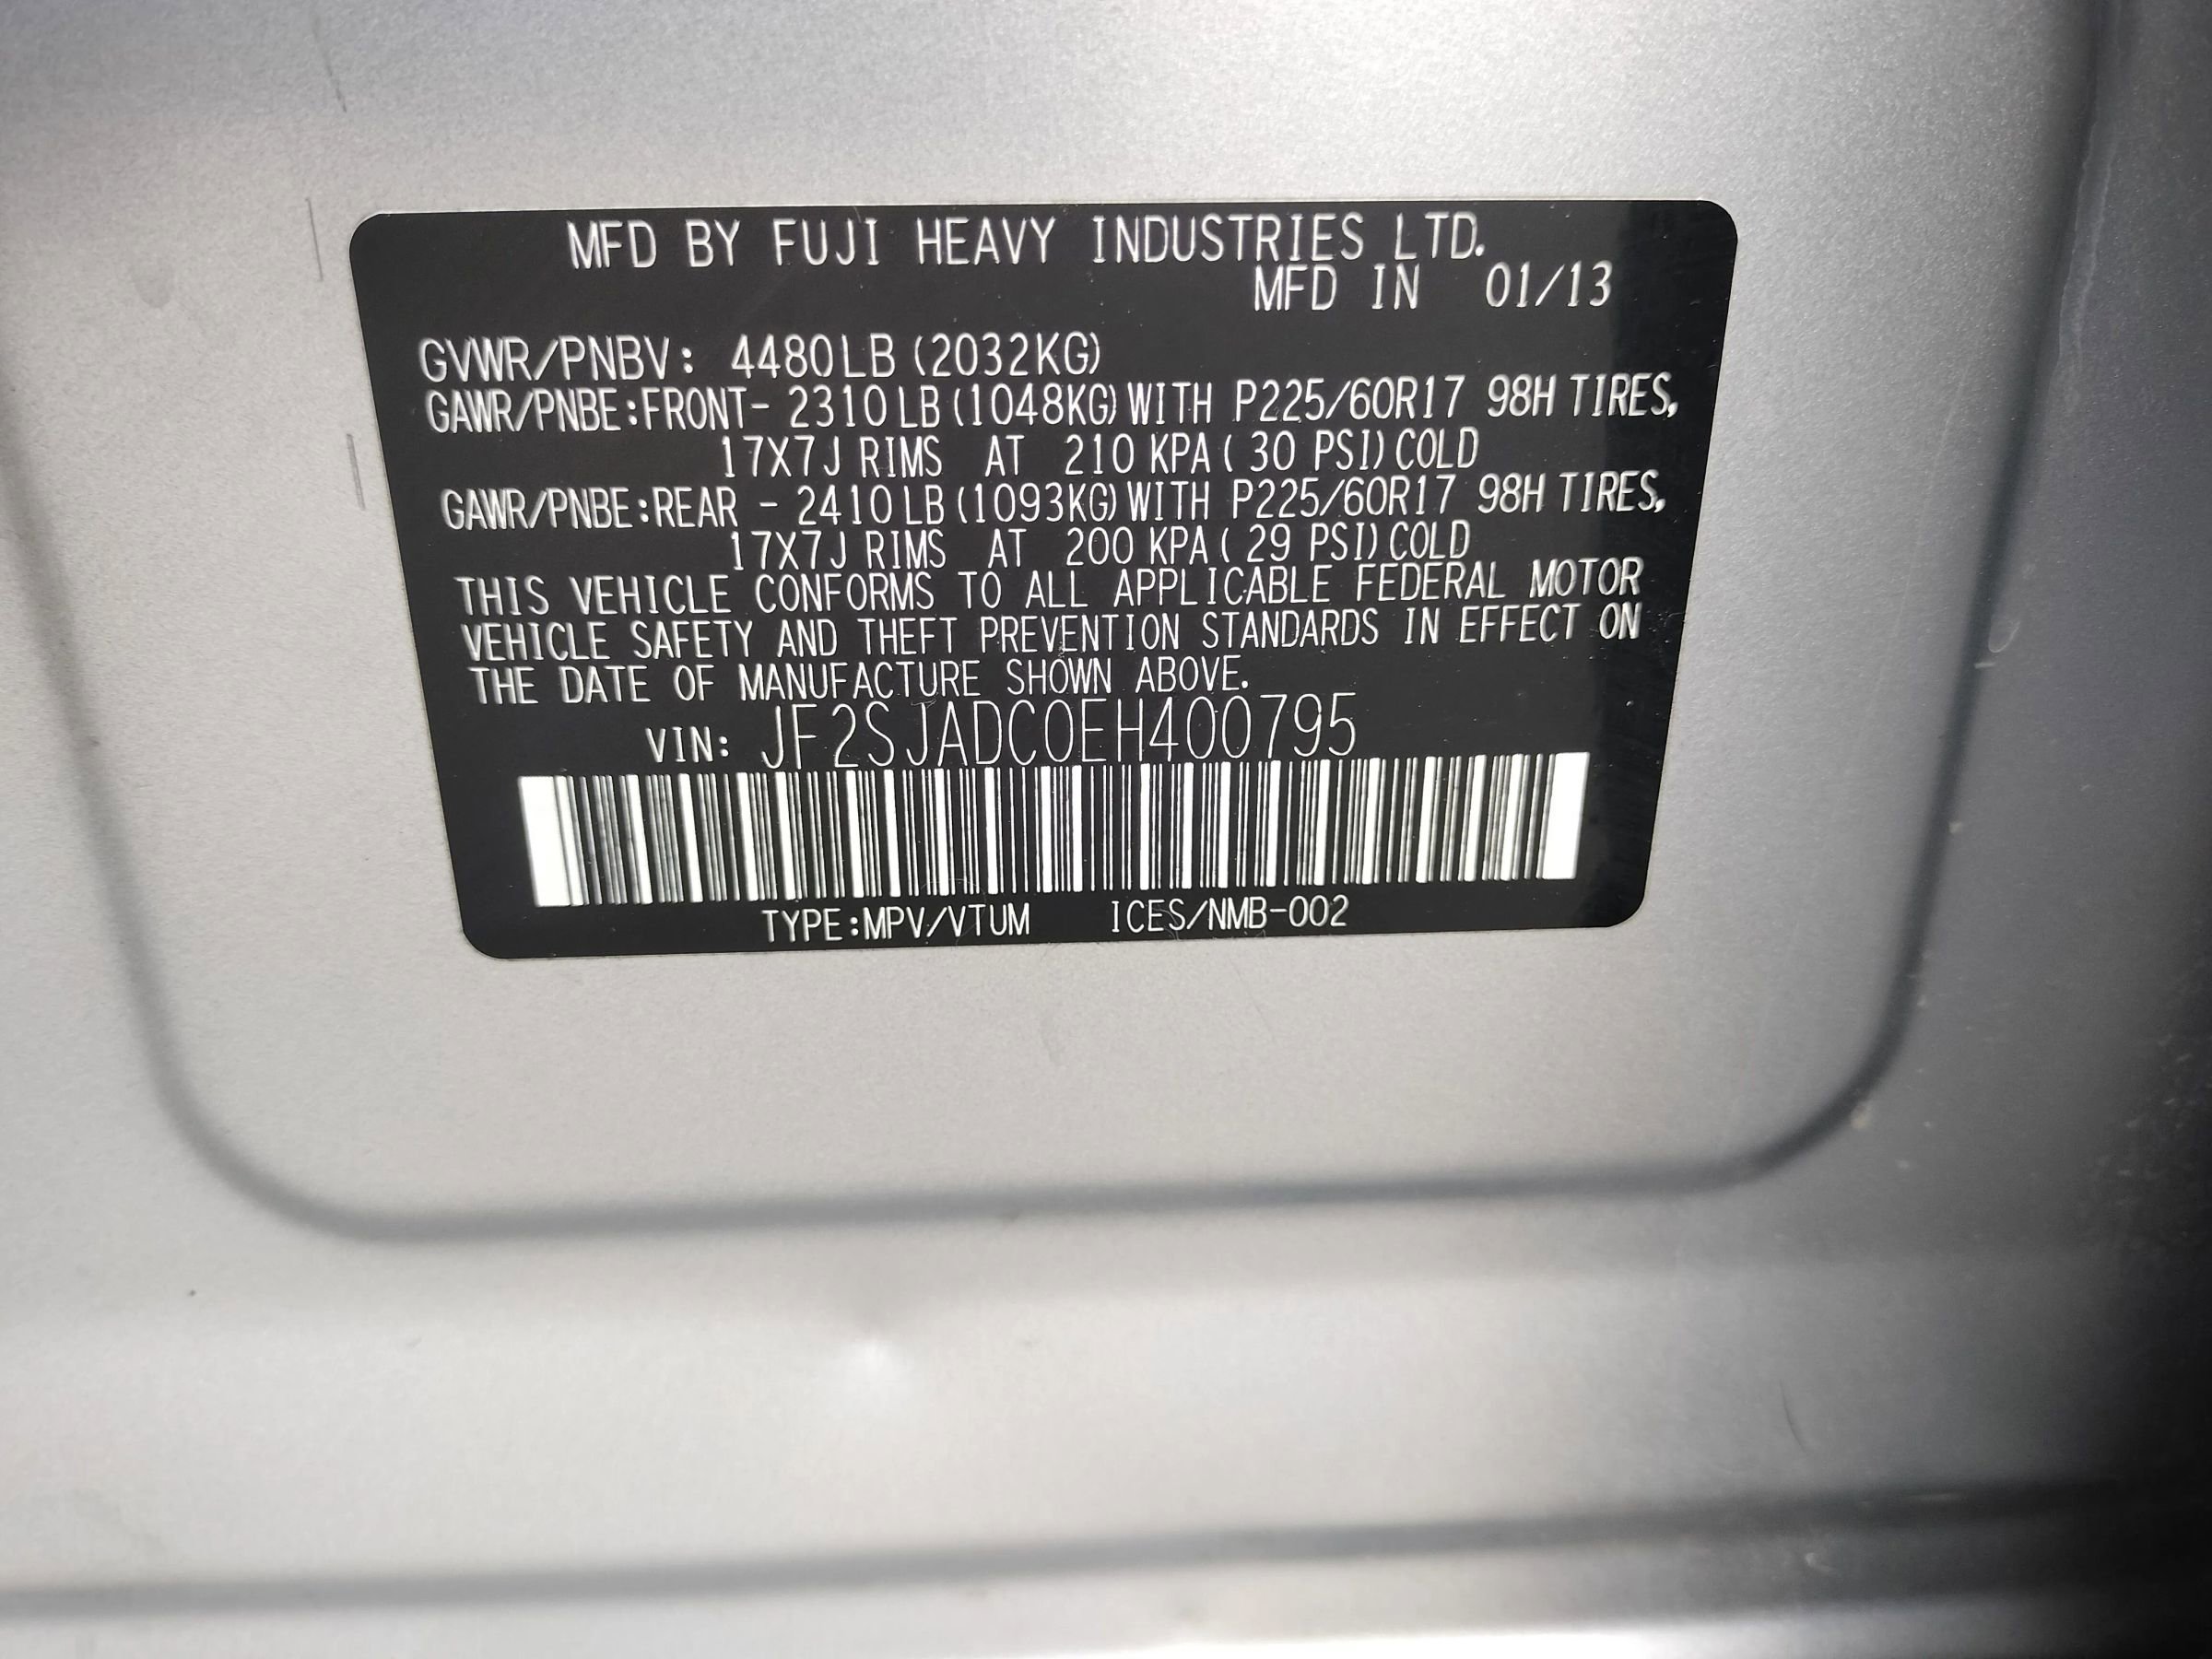 MFD BY FUJI HEAVY INDUSTRIES LTD.
MFD IN 01/13
GVWR/PNBV: 4480LB (2032KG)
GAWR/PNBE:FRONT- 2310LB (1048KG) WITH P225/60R17 98H TIRES,
17X7J RIMS AT 210 KPA ( 30 PSI) COLD
GAWR/PNBE:REAR - 2410LB (1093KG) WITH P225/60R17 98H TIRES,
17X7J RIMS AT 200 KPA ( 29 PSI) COLD
THIS VEHICLE CONFORMS TO ALL APPLICABLE FEDERAL MOTOR
VEHICLE SAFETY AND THEFT PREVENTION STANDARDS IN EFFECT ON
THE DATE OF MANUFACTURE SHOWN ABOVE.
VIN: JF2SJADC0EH400795
TYPE:MPV/VTUM ICES/NMB-002